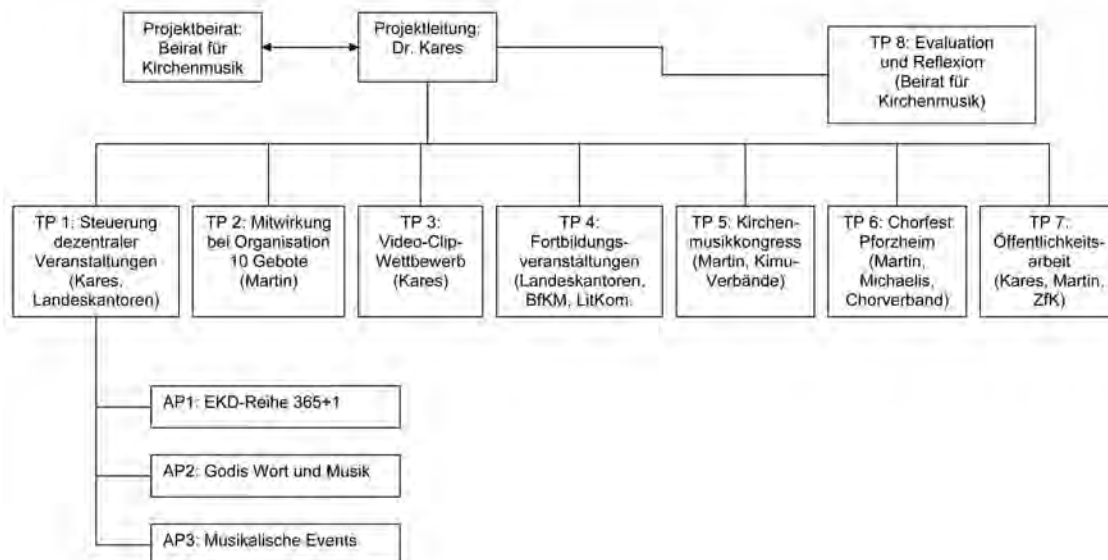 Projektbeirat:
Beirat für
Kirchenmusik
Projektleitung:
Dr. Kares
TP 8: Evaluation
und Reflexion
(Beirat für
Kirchenmusik)
TP 1: Steuerung
dezentraler
Veranstaltungen
(Kares,
Landeskantoren)
TP 2: Mitwirkung
bei Organisation
10 Gebote
(Martin)
TP 3:
Video-Clip-
Wettbewerb
(Kares)
TP 4:
Fortbildungs-
veranstaltungen
(Landeskantoren,
BfKM, LitKom.
TP 5: Kirchen-
musikkongress
(Martin, Kimu-
Verbände)
TP 6: Chorfest
Pforzheim
(Martin,
Michaelis,
Chorverband)
TP 7:
Öffentlichkeits-
arbeit
(Kares, Martin,
ZfK)
AP1: EKD-Reihe 365+1
AP2: Godis Wort und Musik
AP3: Musikalische Events